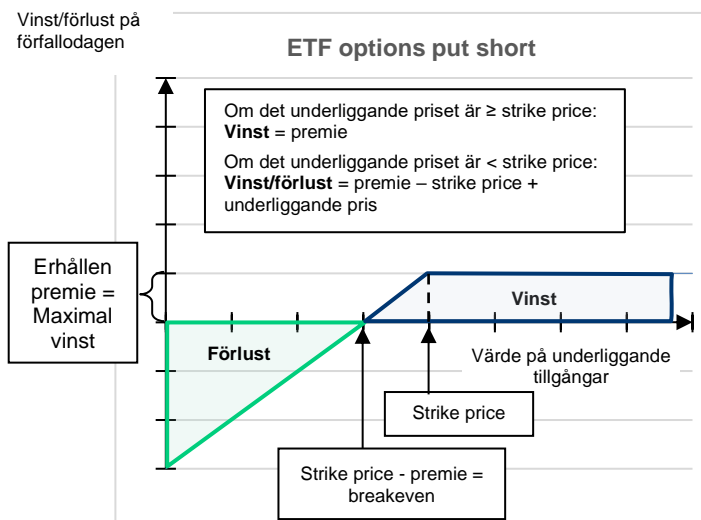 Vinst/förlust på
förfallodagen
ETF options put short
Om det underliggande priset är ≥ strike price:
Vinst = premie
Om det underliggande priset är < strike price:
Vinst/förlust = premie – strike price +
underliggande pris
Erhållen
premie =
Maximal
vinst
Vinst
Förlust
Värde på underliggande
tillgångar
Strike price
Strike price - premie =
breakeven